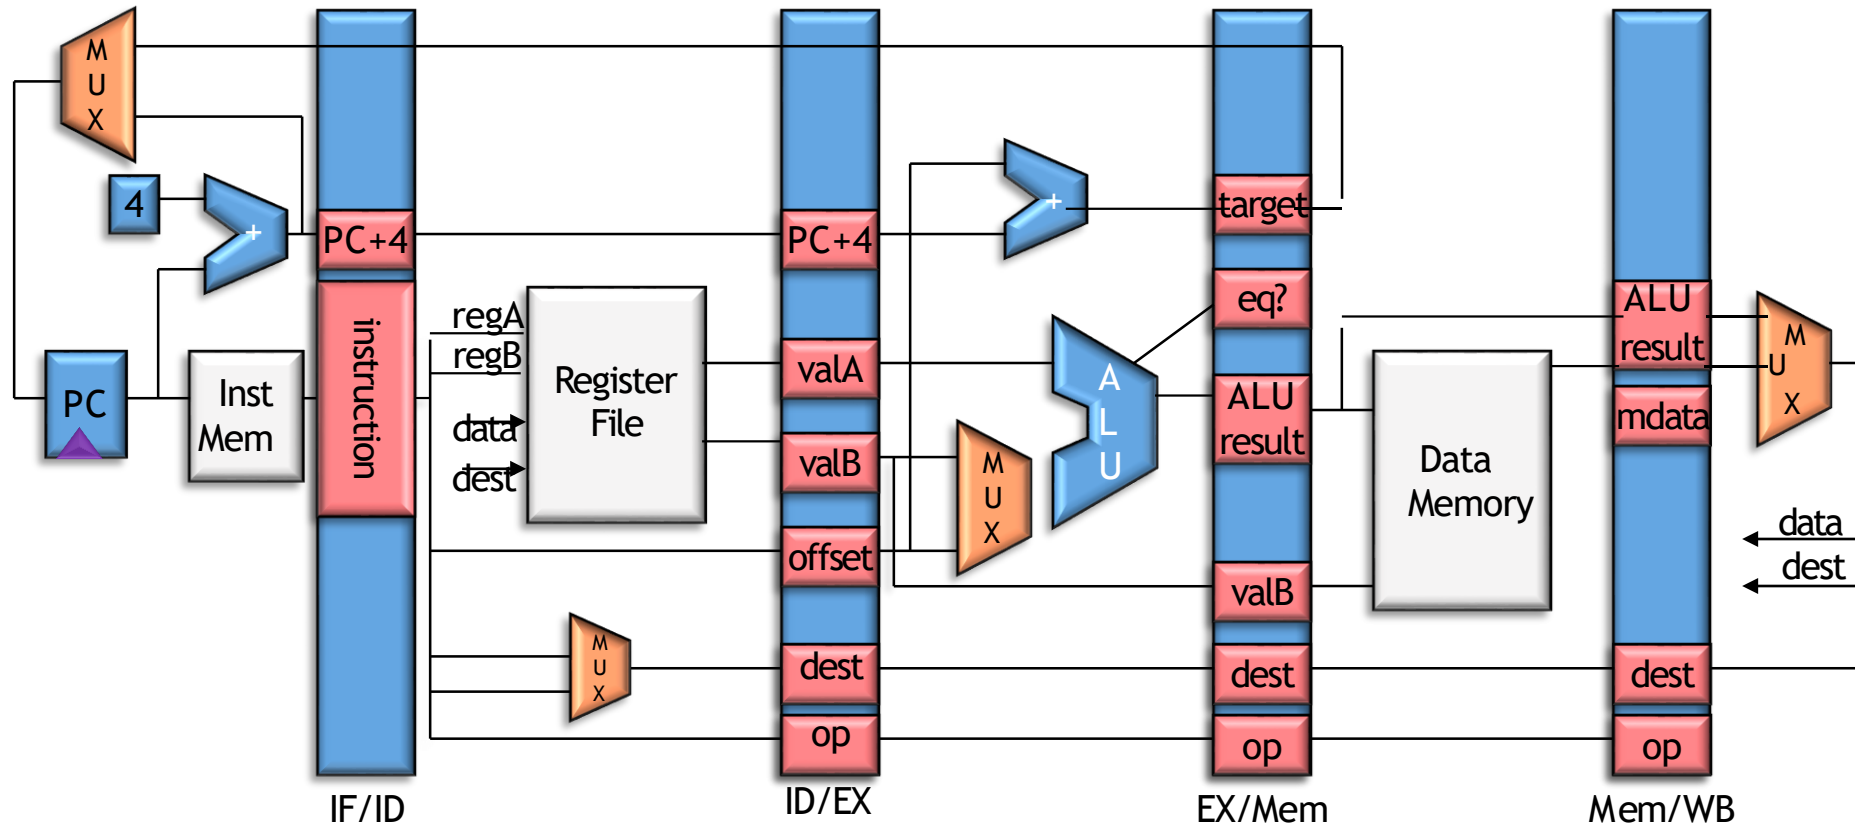 M
U
X
4
+
PC
Inst
Mem
PC+4
instruction
IF/ID
regA
regB
data
dest
Register
File
M
U
X
PC+4
valA
valB
offset
dest
op
ID/EX
+
M
U
X
A
L
U
target
eq?
ALU
result
valB
dest
op
EX/Mem
Data
Memory
ALU
result
mdata
dest
op
Mem/WB
M
U
X
data
dest